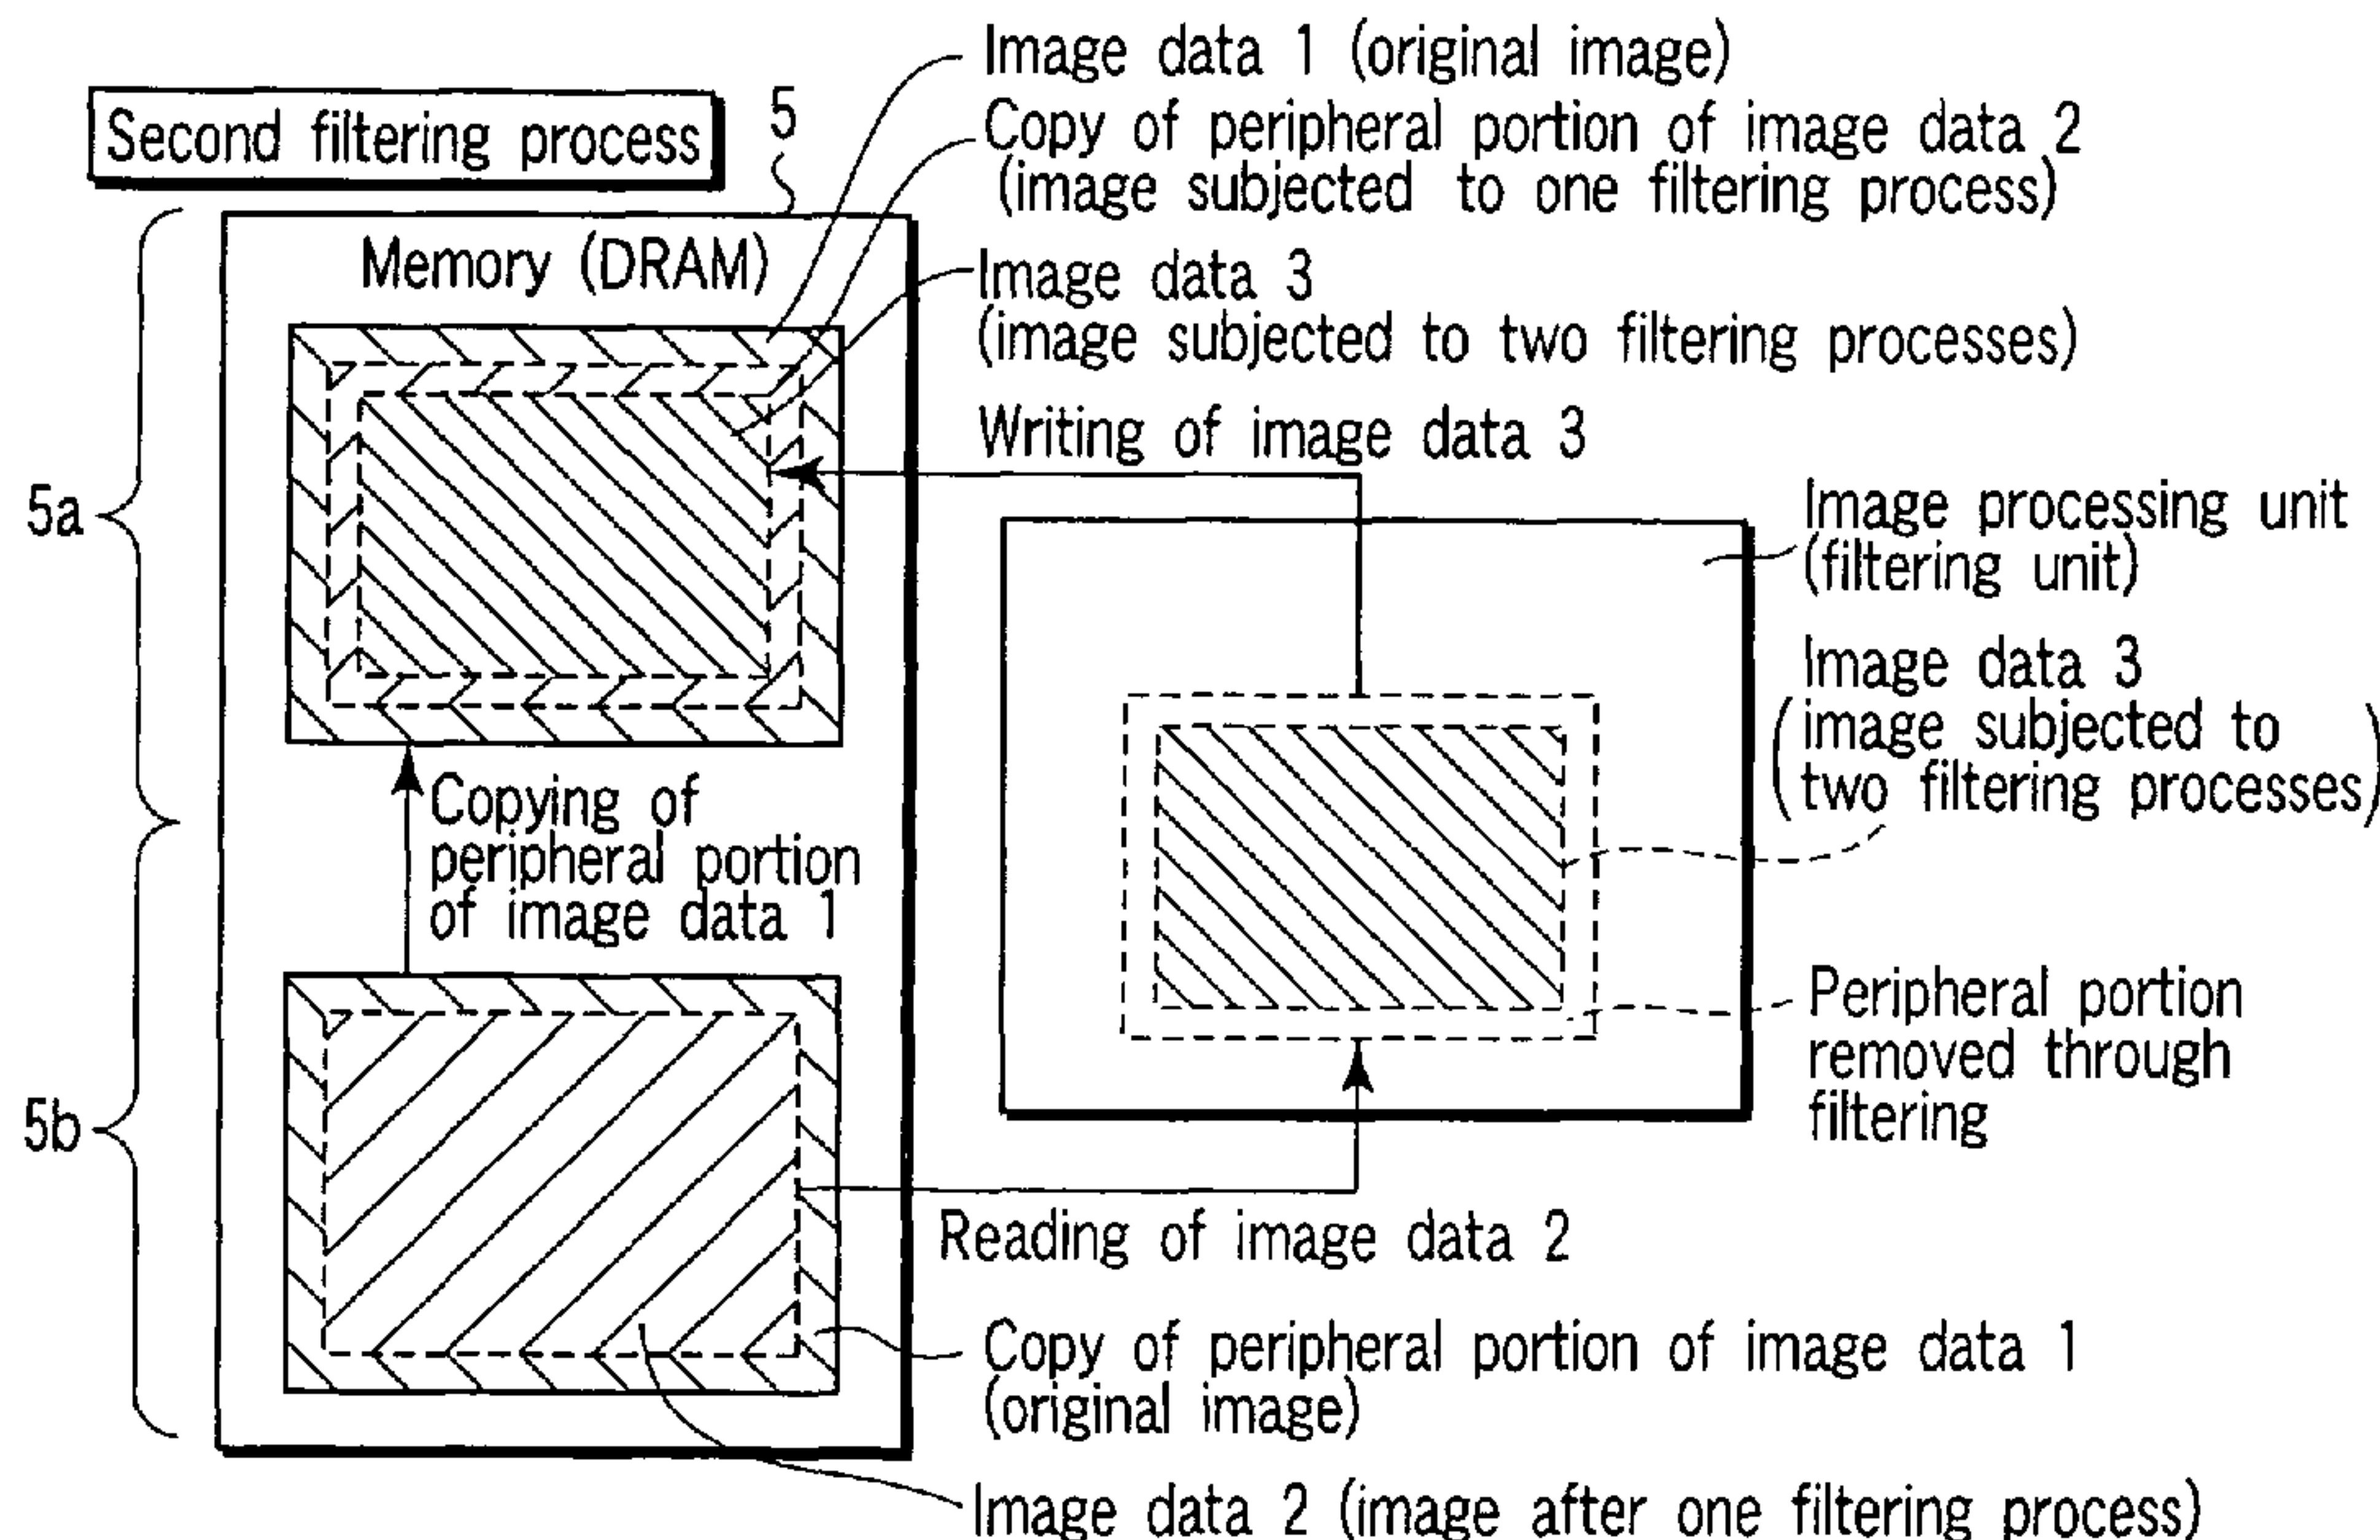 Second filtering process
5
Image data 1 (original image)
Copy of peripheral portion of image data 2
(image subjected to one filtering process)
Memory (DRAM)
Image data 3
(image subjected to two filtering processes)
Writing of image data 3
5a
Image processing unit
(filtering unit)
Image data 3
(image subjected to
two filtering processes)
Copying of
peripheral portion
of image data 1
Peripheral portion
removed through
filtering
5b
Reading of image data 2
Copy of peripheral portion of image data 1
(original image)
Image data 2 (image after one filtering process)